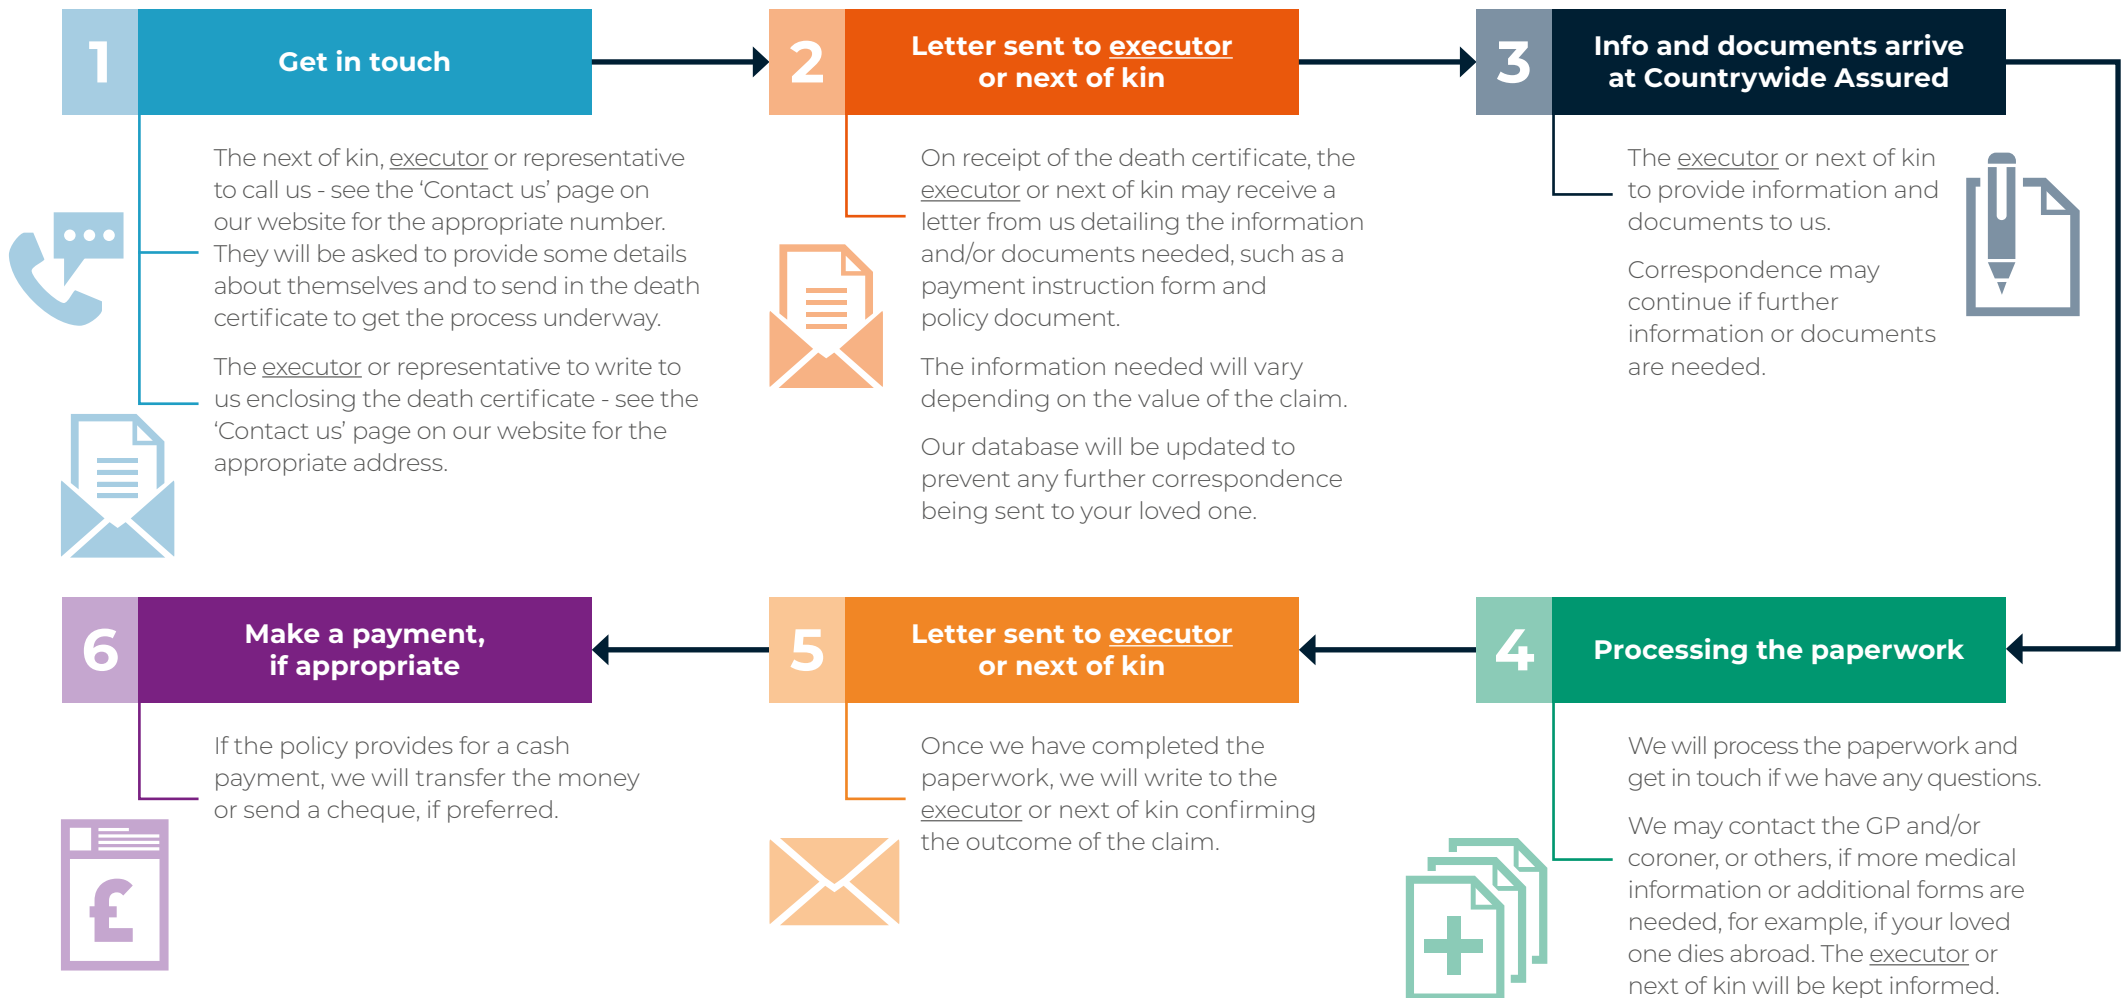 1
Get in touch
The next of kin, executor or representative
to call us - see the ‘Contact us’ page on
our website for the appropriate number.
They will be asked to provide some details
about themselves and to send in the death
certificate to get the process underway.
The executor or representative to write to
us enclosing the death certificate - see the
‘Contact us’ page on our website for the
appropriate address.
2
Letter sent to executor
or next of kin
On receipt of the death certificate, the
executor or next of kin may receive a
letter from us detailing the information
and/or documents needed, such as a
payment instruction form and
policy document.
The information needed will vary
depending on the value of the claim.
Our database will be updated to
prevent any further correspondence
being sent to your loved one.
3
Info and documents arrive
at Countrywide Assured
The executor or next of kin
to provide information and
documents to us.
Correspondence may
continue if further
information or documents
are needed.
4
Processing the paperwork
We will process the paperwork and
get in touch if we have any questions.
We may contact the GP and/or
coroner, or others, if more medical
information or additional forms are
needed, for example, if your loved
one dies abroad. The executor or
next of kin will be kept informed.
5
Letter sent to executor
or next of kin
Once we have completed the
paperwork, we will write to the
executor or next of kin confirming
the outcome of the claim.
6
Make a payment,
if appropriate
If the policy provides for a cash
payment, we will transfer the money
or send a cheque, if preferred.
£